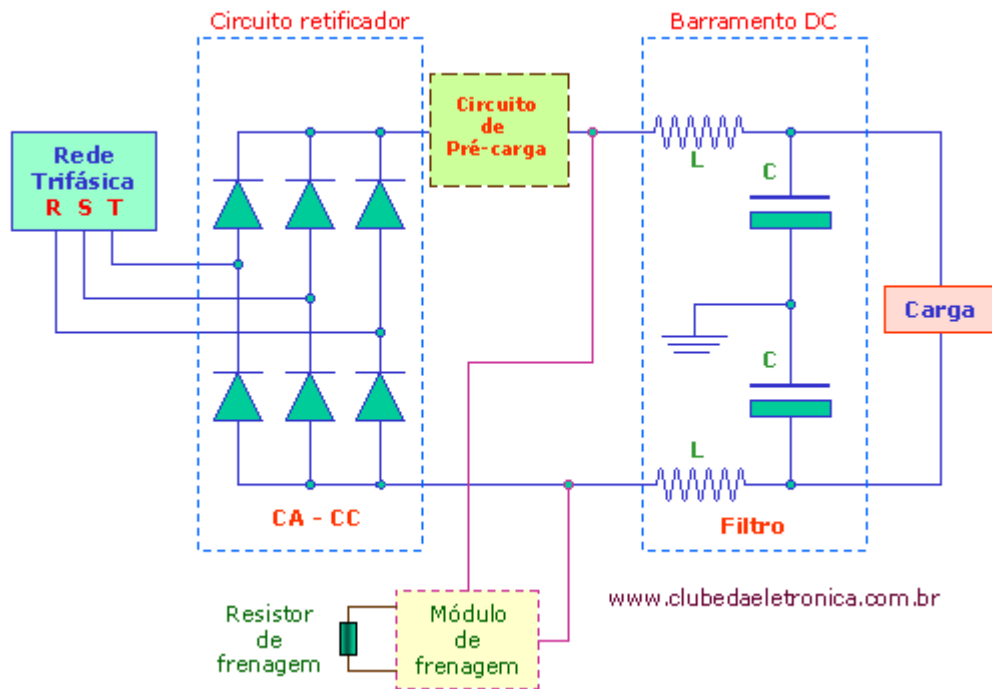 Circuito retificador
Barramento DC
Circuito
de
Pré-carga
Rede
Trifásica
R S T
L
C
Carga
C
L
CA - CC
Filtro
www.clubedaeletronica.com.br
Resistor
de
frenagem
Módulo
de
frenagem